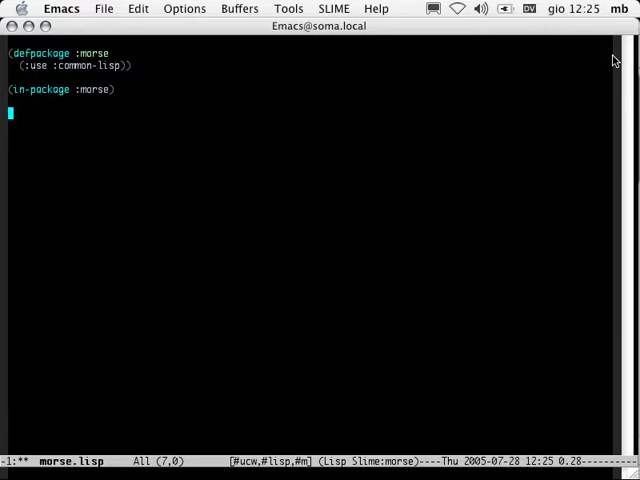 Emacs File Edit Options Buffers Tools SLIME Help DV gio 12:25 mb
Emacs@soma.local
(defpackage :morse
(:use :common-lisp))
(in-package :morse)
-1:** morse.lisp All (7,0) [#ucw,#lisp,#m] (Lisp Slime:morse)----Thu 2005-07-28 12:25 0.28----------